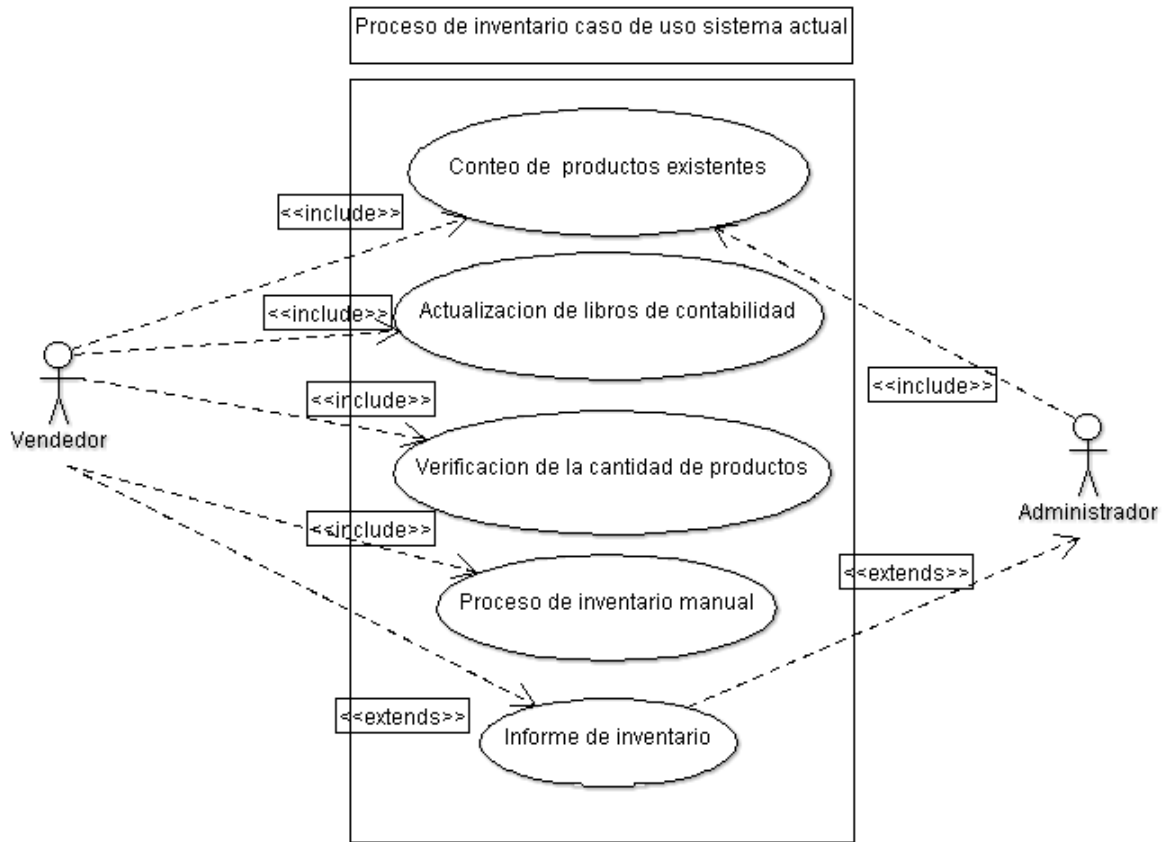 Proceso de inventario caso de uso sistema actual
Conteo de productos existentes
<<include>>
Actualizacion de libros de contabilidad
<<include>>
<<include>>
<<include>>
Vendedor
Verificacion de la cantidad de productos
Administrador
<<include>>
<<extends>>
Proceso de inventario manual
<<extends>>
Informe de inventario